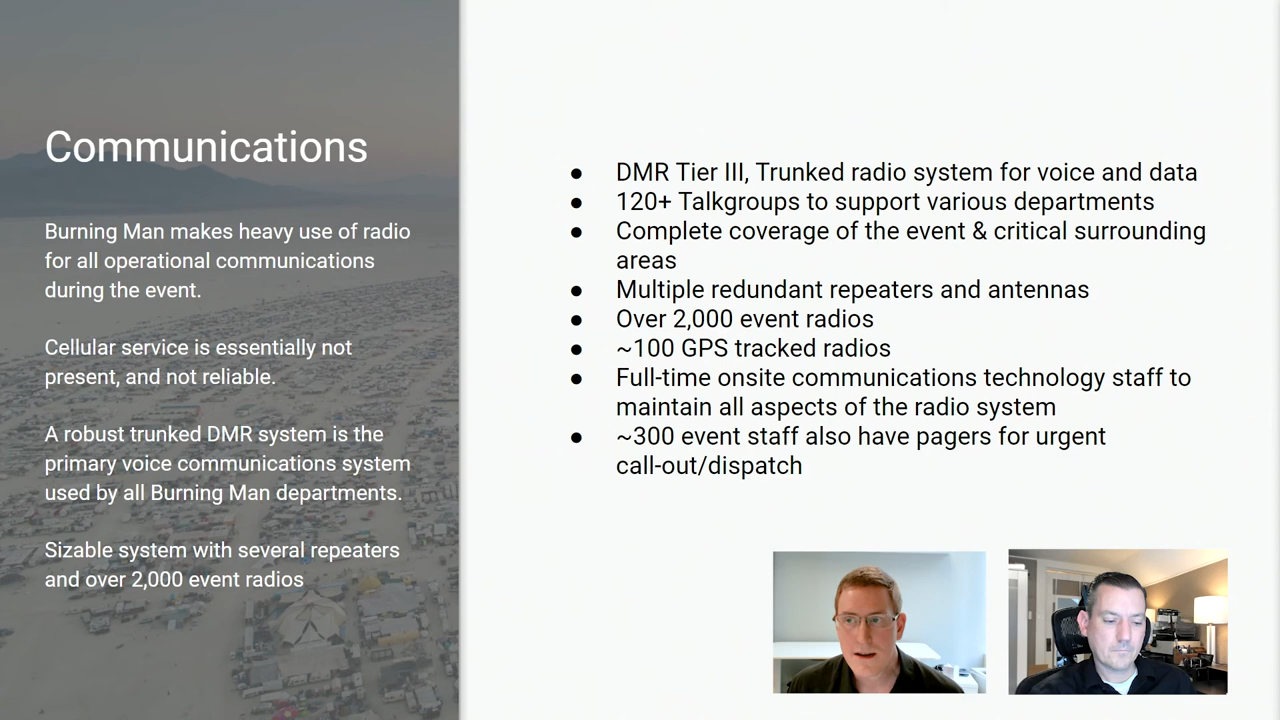 Communications
Burning Man makes heavy use of radio
for all operational communications
during the event.
Cellular service is essentially not
present, and not reliable.
A robust trunked DMR system is the
primary voice communications system
used by all Burning Man departments.
Sizable system with several repeaters
and over 2,000 event radios
● DMR Tier III, Trunked radio system for voice and data
● 120+ Talkgroups to support various departments
● Complete coverage of the event & critical surrounding
areas
● Multiple redundant repeaters and antennas
● Over 2,000 event radios
● ~100 GPS tracked radios
● Full-time onsite communications technology staff to
maintain all aspects of the radio system
● ~300 event staff also have pagers for urgent
call-out/dispatch